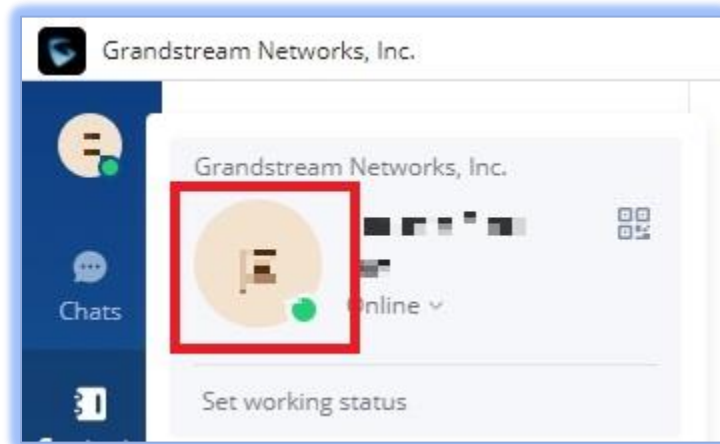 Grandstream Networks, Inc.
Grandstream Networks, Inc.
Online
Chats
Set working status